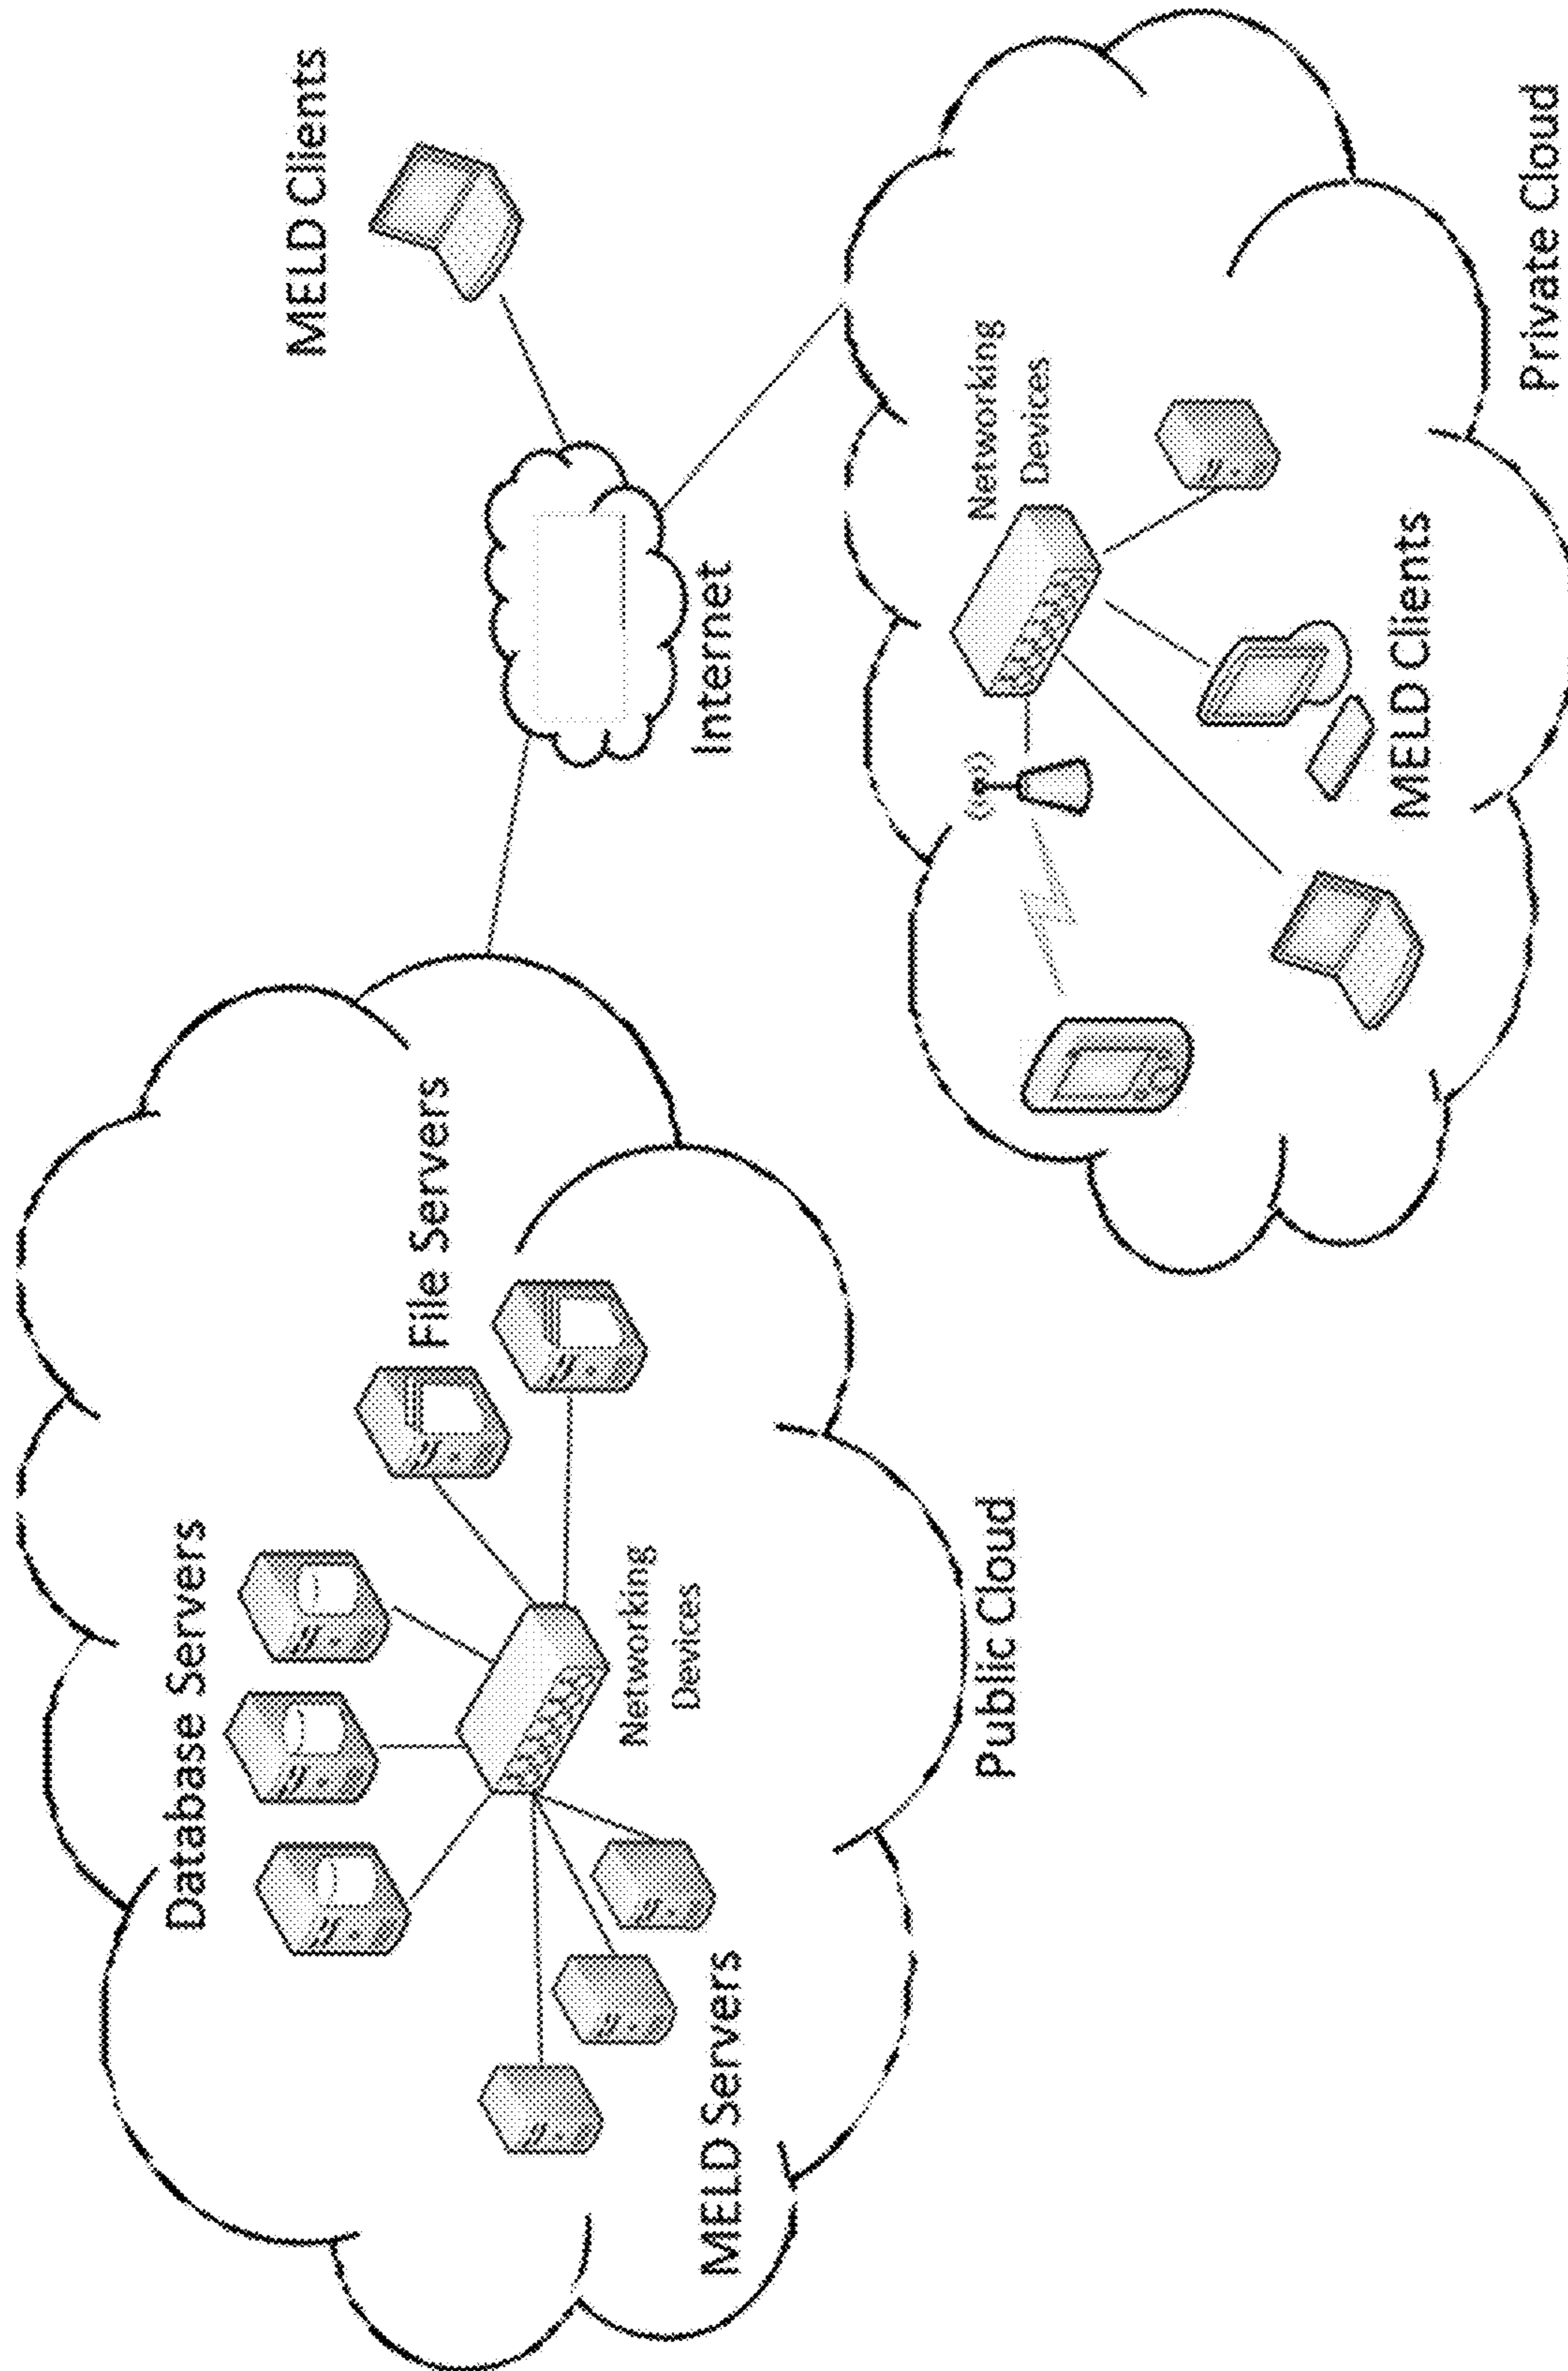 Database Servers
File Servers
MELD Servers
Networking
Devices
Public Cloud
Internet
MELD Clients
Networking
Devices
MELD Clients
Private Cloud